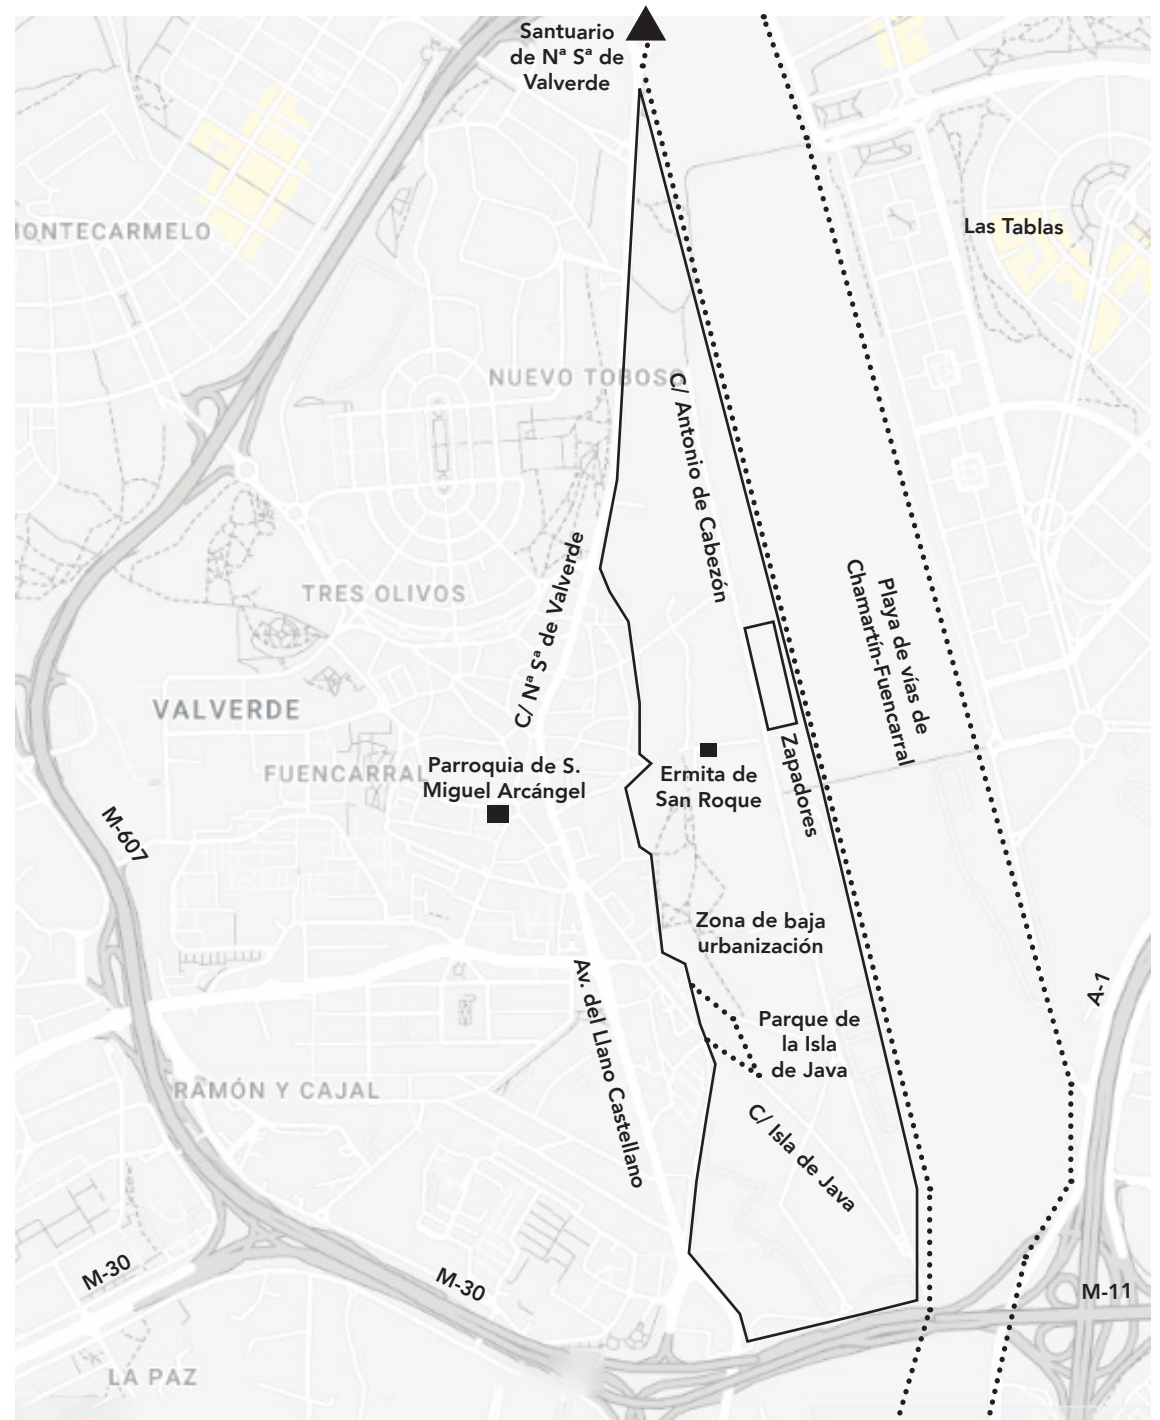 Santuario
de Nª Sª de
Valverde
Las Tablas
MONTECARMELO
NUEVO TOBOSO
C/ Antonio de Cabezón
C/ Nª Sª de Valverde
Playa de vías de
Chamartín-Fuencarral
TRES OLIVOS
VALVERDE
FUENCARRAL
Parroquia de S.
Miguel Arcángel
Ermita de
San Roque
Zapadores
M-607
Zona de baja
urbanización
Av. del Llano Castellano
Parque de
la Isla
de Java
A-1
RAMÓN Y CAJAL
C/ Isla de Java
M-30
M-30
M-11
LA PAZ